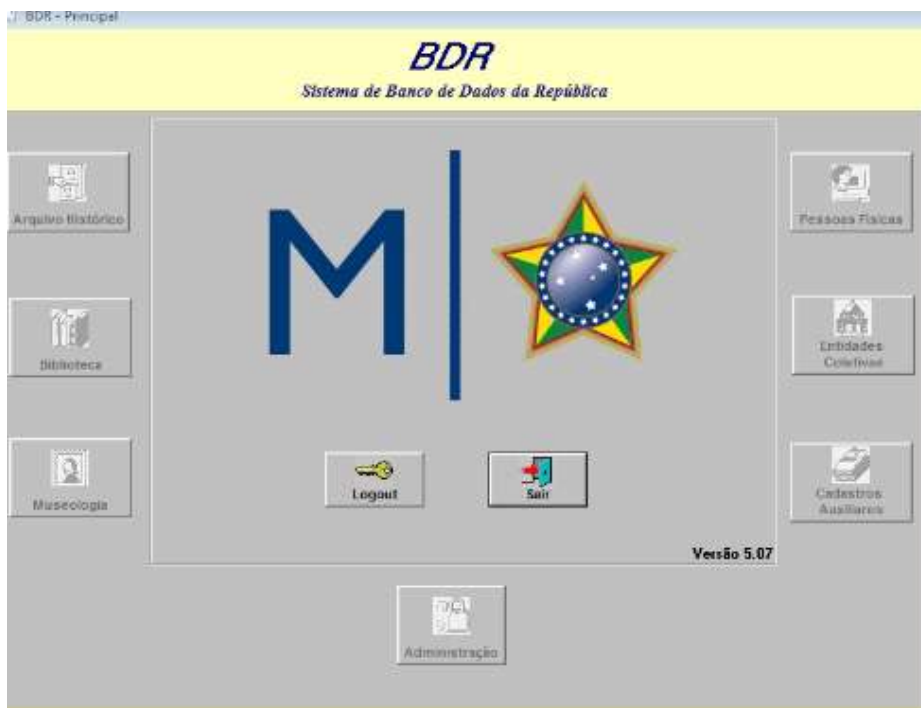 BDR - Principal
BDR
Sistema de Banco de Dados da República
Arquivo Histórico
Pessoas Físicas
M
Biblioteca
Entidades
Coletivas
Museologia
Logout
Sair
Cadastros
Auxiliares
Versão 5.07
Administração